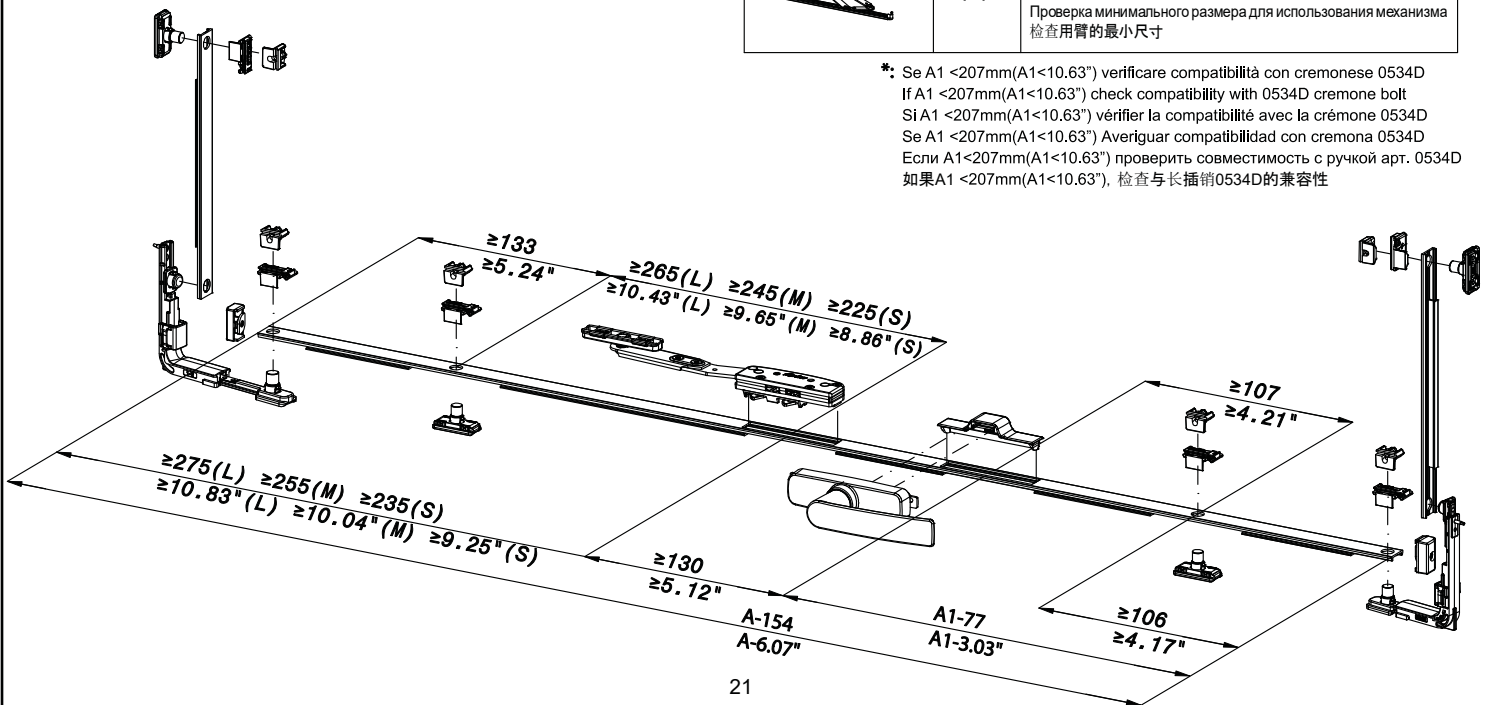 Проверка минимального размера для использования механизма
检查用臂的最小尺寸
*: Se A1 <207mm(A1<10.63”) verificare compatibilità con cremonese 0534D
If A1 <207mm(A1<10.63”) check compatibility with 0534D cremone bolt
Si A1 <207mm(A1<10.63”) vérifier la compatibilité avec la crémone 0534D
Se A1 <207mm(A1<10.63”) Averiguar compatibilidad con cremona 0534D
Если A1<207mm(A1<10.63”) проверить совместимость с ручкой арт. 0534D
如果A1 <207mm(A1<10.63”), 检查与长插销0534D的兼容性
≥133
≥5.24"
≥265(L) ≥245(M) ≥225(S)
≥10.43"(L) ≥9.65"(M) ≥8.86"(S)
≥107
≥4.21"
≥275(L) ≥255(M) ≥235(S)
≥10.83"(L) ≥10.04"(M) ≥9.25"(S)
≥130
≥5.12"
A-154
A-6.07"
A1-77
A1-3.03"
≥106
≥4.17"
21